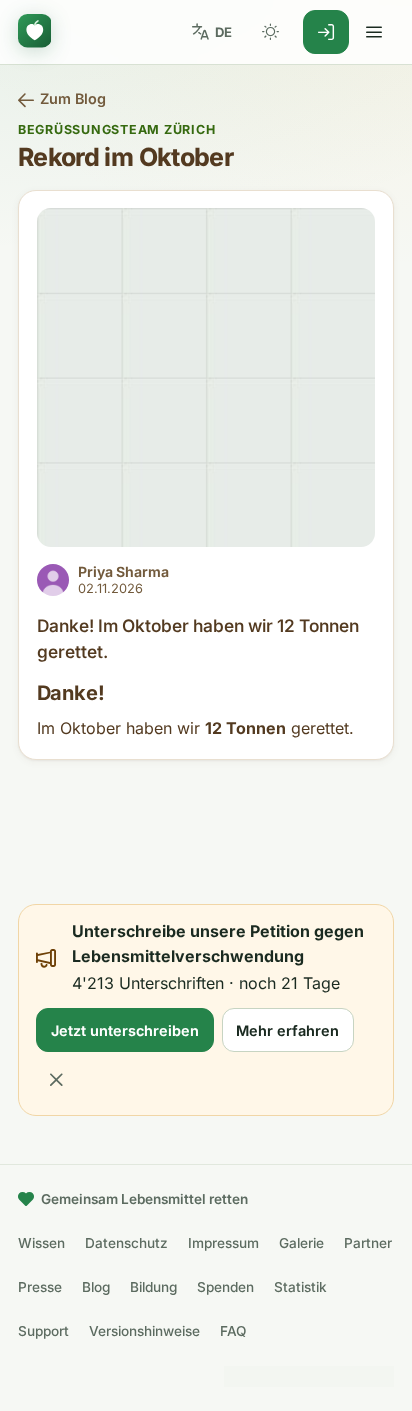 DE
Zum Blog
BEGRÜSSUNGSTEAM ZÜRICH
Rekord im Oktober
Priya Sharma
02.11.2026
Danke! Im Oktober haben wir 12 Tonnen
gerettet.
Danke!
Im Oktober haben wir 12 Tonnen gerettet.
Unterschreibe unsere Petition gegen
Lebensmittelverschwendung
4'213 Unterschriften · noch 21 Tage
Jetzt unterschreiben Mehr erfahren
Gemeinsam Lebensmittel retten
Wissen Datenschutz Impressum Galerie Partner
Presse Blog Bildung Spenden Statistik
Support Versionshinweise FAQ